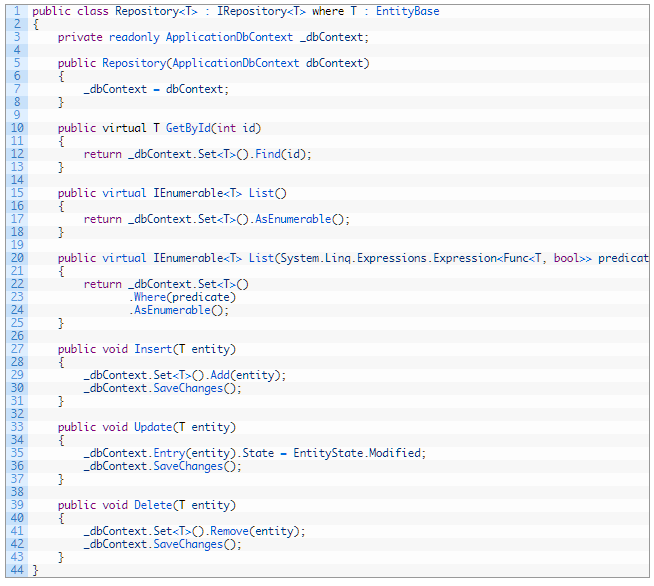 1 public class Repository<T> : IRepository<T> where T : EntityBase
2 {
3     private readonly ApplicationDbContext _dbContext;
4
5     public Repository(ApplicationDbContext dbContext)
6     {
7         _dbContext = dbContext;
8     }
9
10     public virtual T GetById(int id)
11     {
12         return _dbContext.Set<T>().Find(id);
13     }
14
15     public virtual IEnumerable<T> List()
16     {
17         return _dbContext.Set<T>().AsEnumerable();
18     }
19
20     public virtual IEnumerable<T> List(System.Linq.Expressions.Expression<Func<T, bool>> predicat
21     {
22         return _dbContext.Set<T>()
23                .Where(predicate)
24                .AsEnumerable();
25     }
26
27     public void Insert(T entity)
28     {
29         _dbContext.Set<T>().Add(entity);
30         _dbContext.SaveChanges();
31     }
32
33     public void Update(T entity)
34     {
35         _dbContext.Entry(entity).State = EntityState.Modified;
36         _dbContext.SaveChanges();
37     }
38
39     public void Delete(T entity)
40     {
41         _dbContext.Set<T>().Remove(entity);
42         _dbContext.SaveChanges();
43     }
44 }